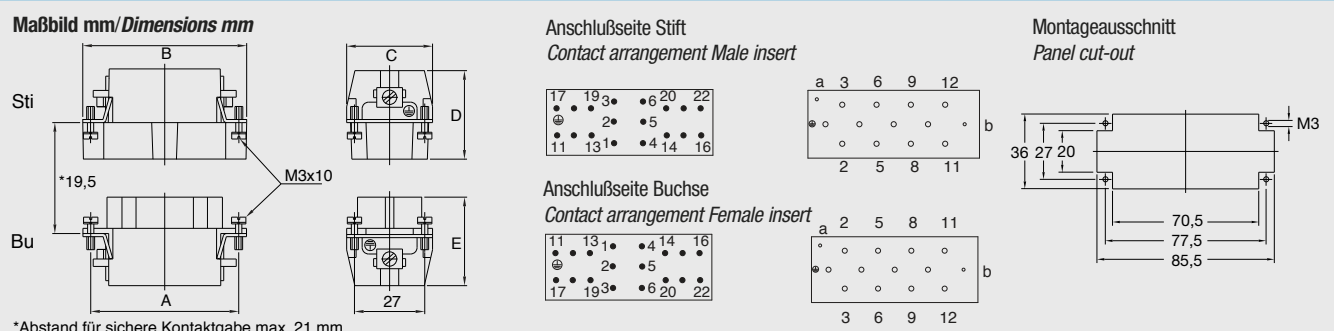 Maßbild mm/Dimensions mm
B
C
Sti
D
*19,5
M3x10
Bu
E
A
27
*Abstand für sichere Kontaktgabe max. 21 mm
Anschlußseite Stift
Contact arrangement Male insert
17 19 3 6 20 22
2 5
11 13 1 4 14 16
a 3 6 9 12
b
2 5 8 11
Anschlußseite Buchse
Contact arrangement Female insert
11 13 1 4 14 16
2 5
17 19 3 6 20 22
a 2 5 8 11
b
3 6 9 12
Montageausschnitt
Panel cut-out
M3
36 27 20
70,5
77,5
85,5